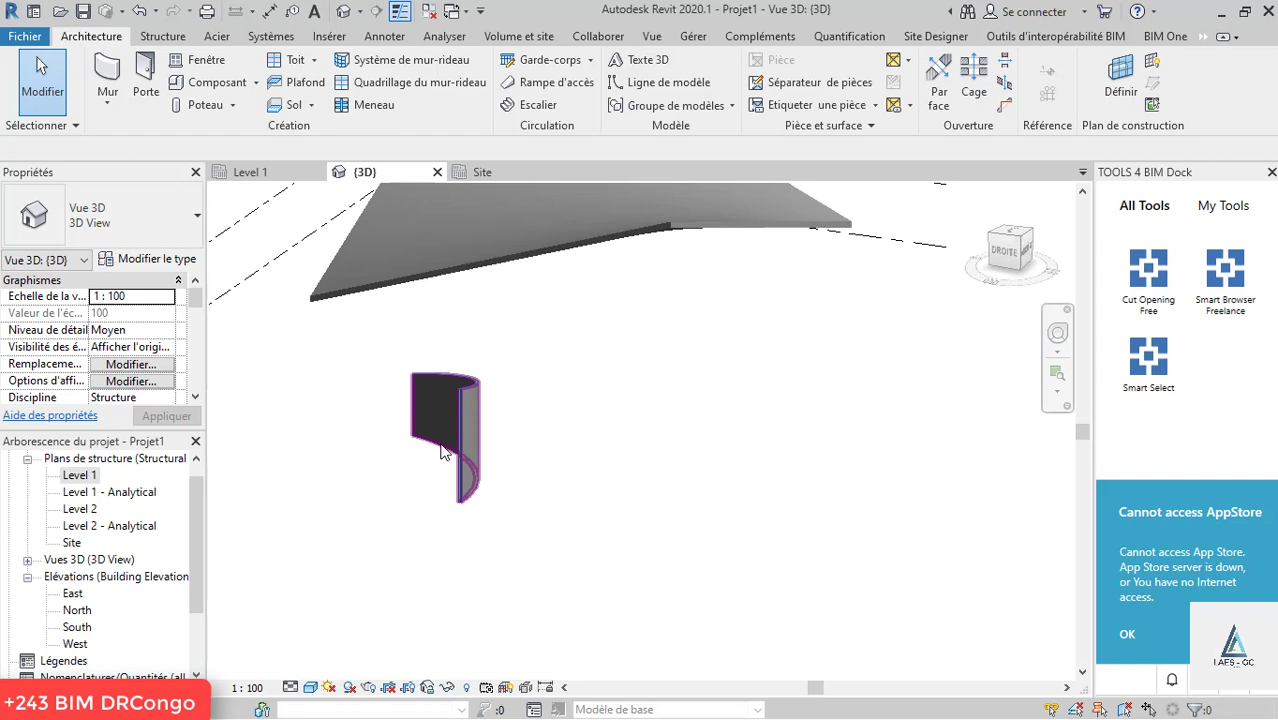 Autodesk Revit 2020.1 - Projet1 - Vue 3D: {3D}
Se connecter
Fichier Architecture Structure Acier Systèmes Insérer Annoter Analyser Volume et site Collaborer Vue Gérer Compléments Quantification Site Designer Outils d'interopérabilité BIM BIM One
Modifier
Mur
Porte
Fenêtre
Composant
Poteau
Toit
Plafond
Sol
Système de mur-rideau
Quadrillage du mur-rideau
Meneau
Garde-corps
Rampe d'accès
Escalier
Texte 3D
Ligne de modèle
Groupe de modèles
Pièce
Séparateur de pièces
Etiqueter une pièce
Par face
Cage
Définir
Sélectionner Création Circulation Modèle Pièce et surface Ouverture Référence Plan de construction
Propriétés
Level 1 {3D} Site
TOOLS 4 BIM Dock
Vue 3D
3D View
Vue 3D: {3D} Modifier le type
Graphismes
Echelle de la v... 1 : 100
Valeur de l'éc... 100
Niveau de détail Moyen
Visibilité des é... Afficher l'origi...
Remplaceme... Modifier...
Options d'affi... Modifier...
Discipline Structure
Aide des propriétés Appliquer
Arborescence du projet - Projet1
Plans de structure (Structural
Level 1
Level 1 - Analytical
Level 2
Level 2 - Analytical
Site
Vues 3D (3D View)
Elévations (Building Elevation
East
North
South
West
Légendes
Nomenclatures/Quantités (all
DROITE
All Tools My Tools
Cut Opening Free
Smart Browser Freelance
Smart Select
Cannot access AppStore
Cannot access App Store.
App Store server is down,
or You have no Internet
access.
OK
LAES_GC
1 : 100
+243 BIM DRCongo
:0
Modèle de base
:0